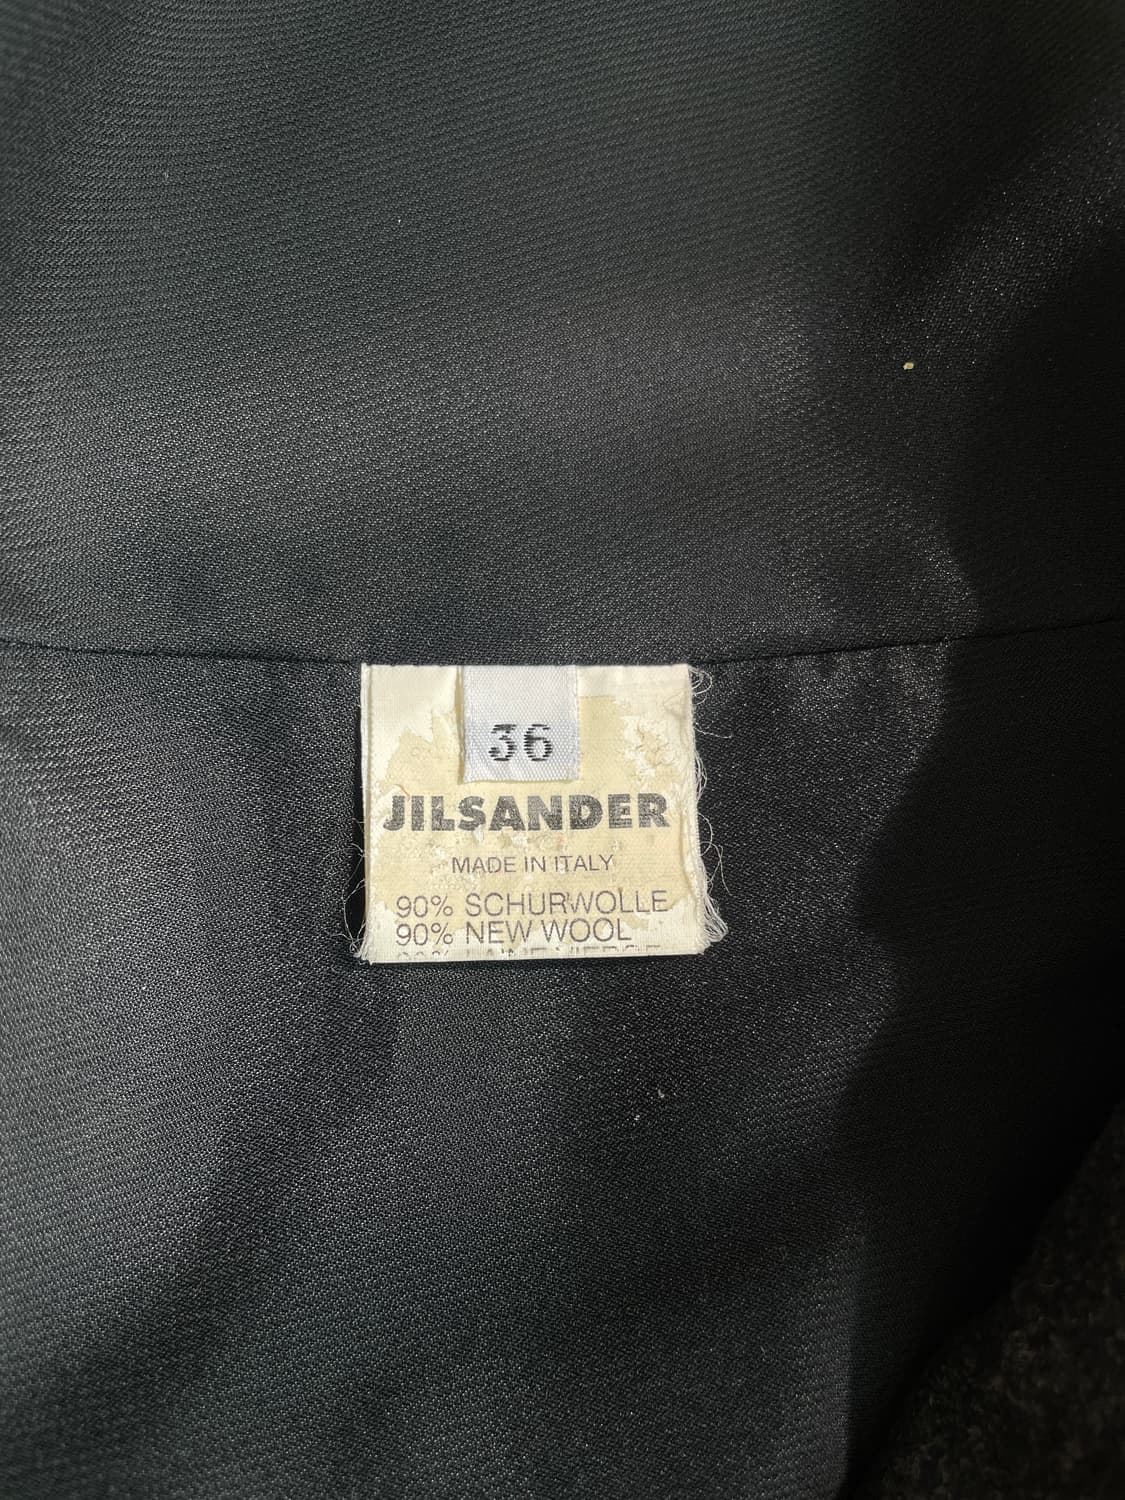 36
JILSANDER
MADE IN ITALY
90% SCHURWOLLE
90% NEW WOOL